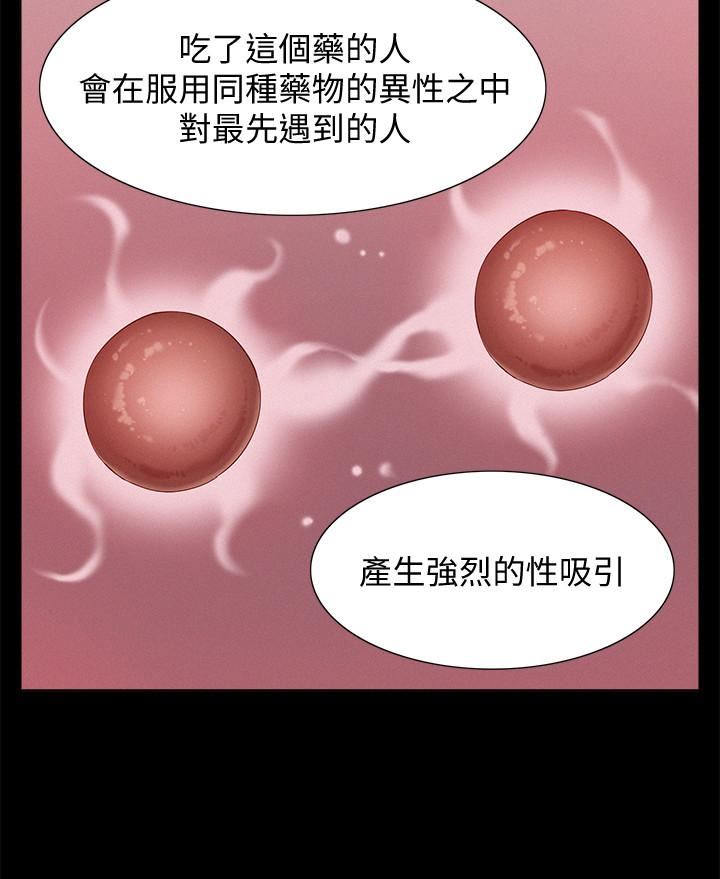 吃了這個藥的人
會在服用同種藥物的異性之中
對最先遇到的人
產生強烈的性吸引